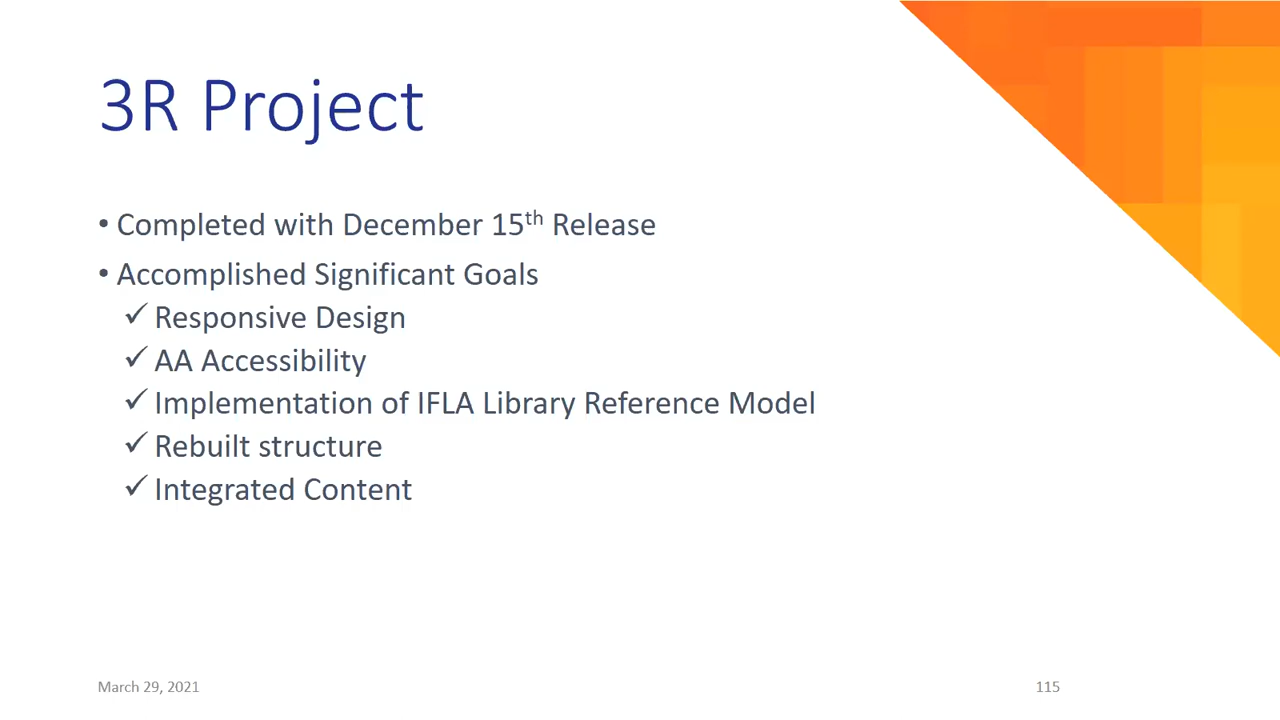 3R Project
• Completed with December 15th Release
• Accomplished Significant Goals
✓ Responsive Design
✓ AA Accessibility
✓ Implementation of IFLA Library Reference Model
✓ Rebuilt structure
✓ Integrated Content
March 29, 2021
115